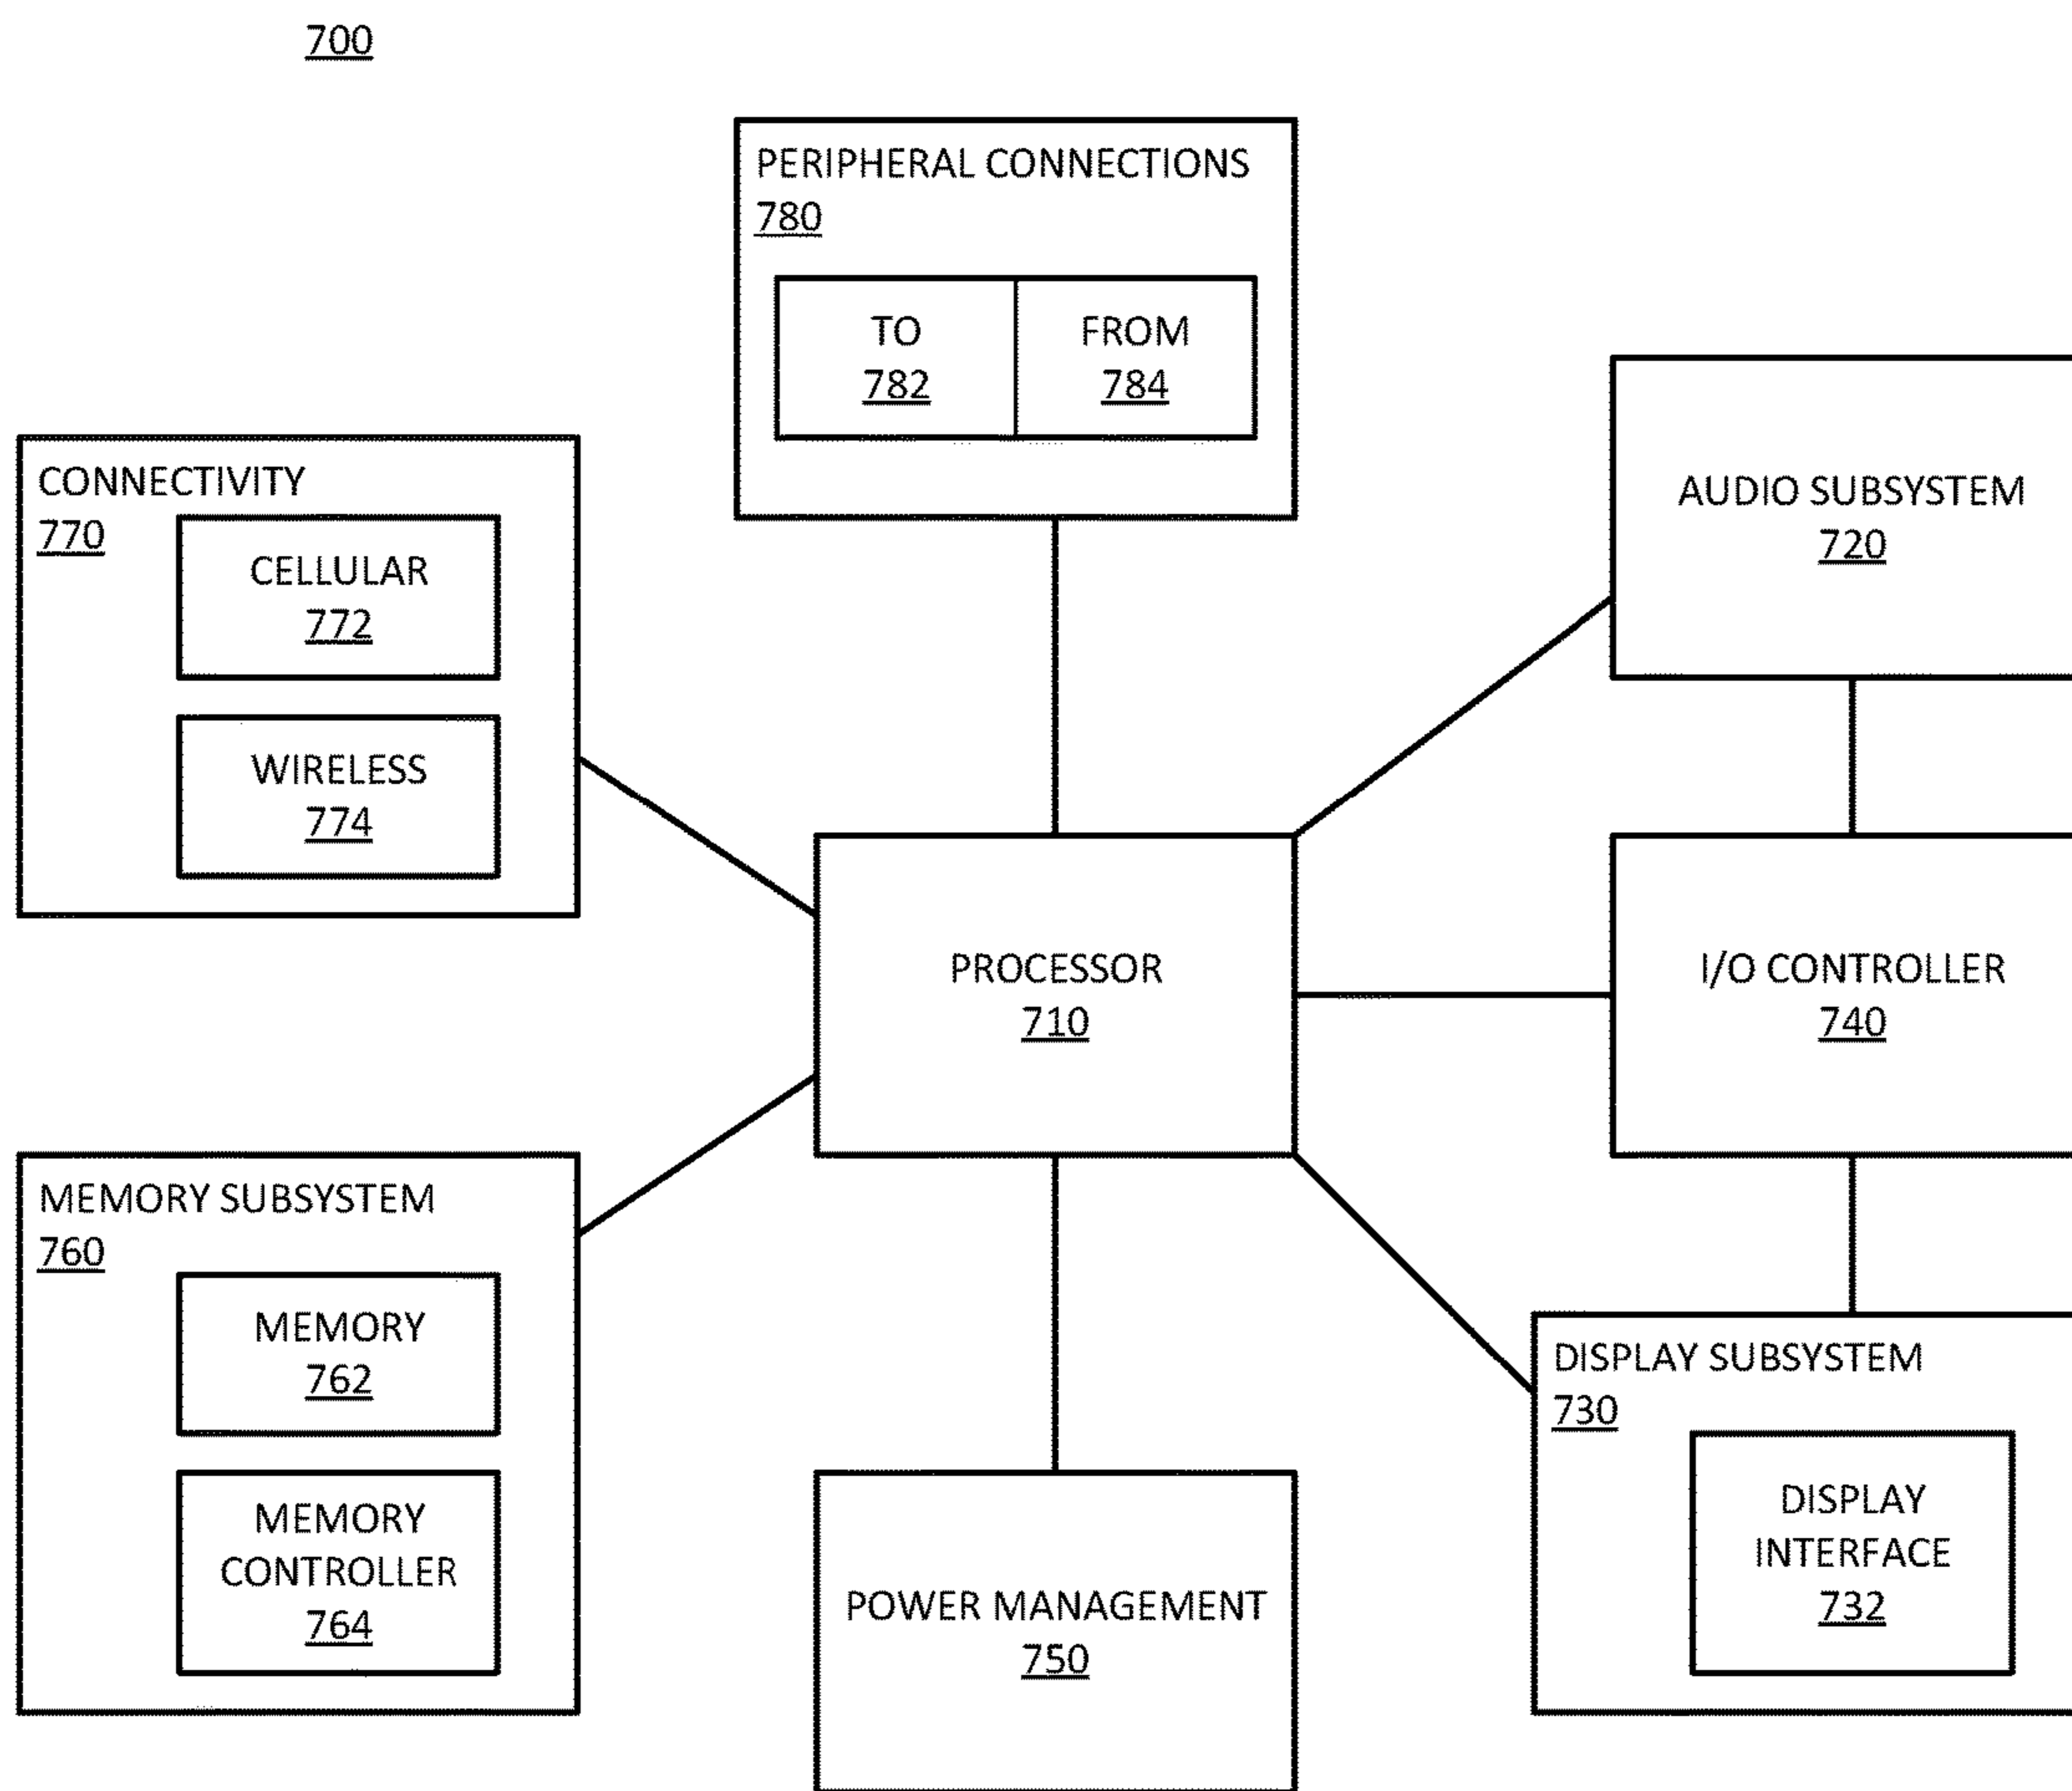 700
PERIPHERAL CONNECTIONS
780
TO
782
FROM
784
CONNECTIVITY
770
CELLULAR
772
WIRELESS
774
AUDIO SUBSYSTEM
720
PROCESSOR
710
I/O CONTROLLER
740
MEMORY SUBSYSTEM
760
MEMORY
762
MEMORY
CONTROLLER
764
POWER MANAGEMENT
750
DISPLAY SUBSYSTEM
730
DISPLAY
INTERFACE
732